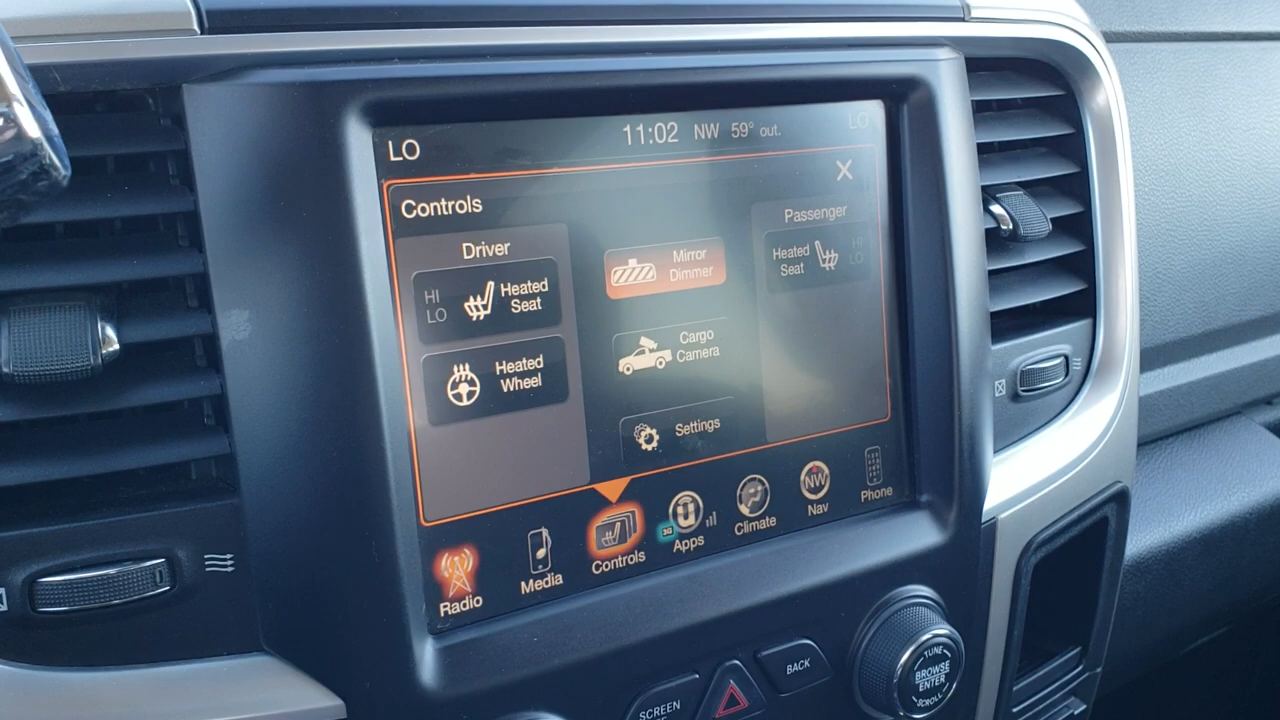 LO 11:02 NW 59° out. LO
Controls
Driver
HI
LO
Heated
Seat
Heated
Wheel
Mirror
Dimmer
Cargo
Camera
Settings
Passenger
Heated
Seat
HI
LO
Radio
Media
Controls
3G
Apps
Climate
NW
Nav
Phone
SCREEN
BACK
TUNE
BROWSE
ENTER
SCROLL